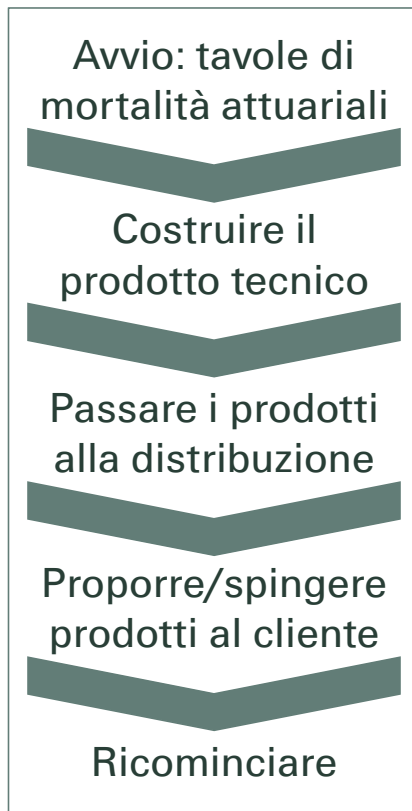 Avvio: tavole di
mortalità attuariali
Costruire il
prodotto tecnico
Passare i prodotti
alla distribuzione
Proporre/spingere
prodotti al cliente
Ricominciare